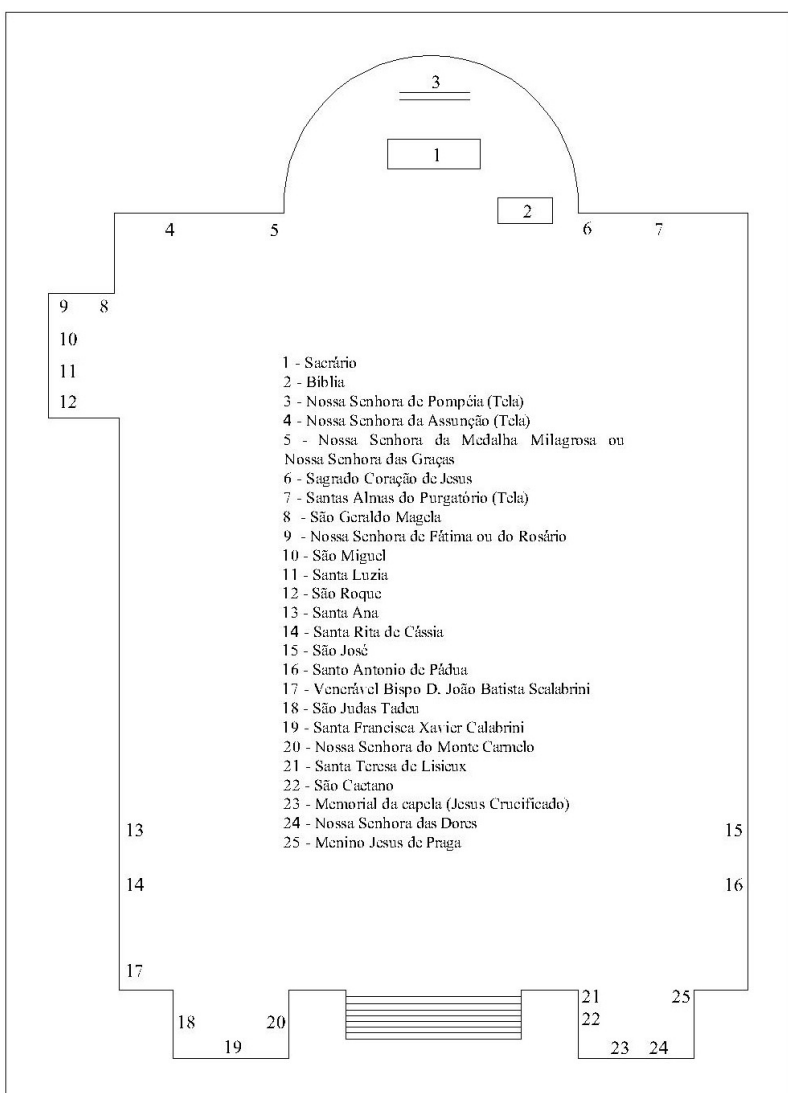 3
1
2
4 5 6 7
9 8
10
11
12
1 - Sacrário
2 - Bíblia
3 - Nossa Senhora de Pompéia (Tela)
4 - Nossa Senhora da Assunção (Tela)
5 - Nossa Senhora da Medalha Milagrosa ou
Nossa Senhora das Graças
6 - Sagrado Coração de Jesus
7 - Santas Almas do Purgatório (Tela)
8 - São Geraldo Magela
9 - Nossa Senhora de Fátima ou do Rosário
10 - São Miguel
11 - Santa Luzia
12 - São Roque
13 - Santa Ana
14 - Santa Rita de Cássia
15 - São José
16 - Santo Antonio de Pádua
17 - Venerável Bispo D. João Batista Scalabrini
18 - São Judas Tadeu
19 - Santa Francisca Xavier Calabrini
20 - Nossa Senhora do Monte Carmelo
21 - Santa Teresa de Lisieux
22 - São Caetano
23 - Memorial da capela (Jesus Crucificado)
24 - Nossa Senhora das Dores
25 - Menino Jesus de Praga
13 15
14 16
17
21 25
18 20 22
19 23 24